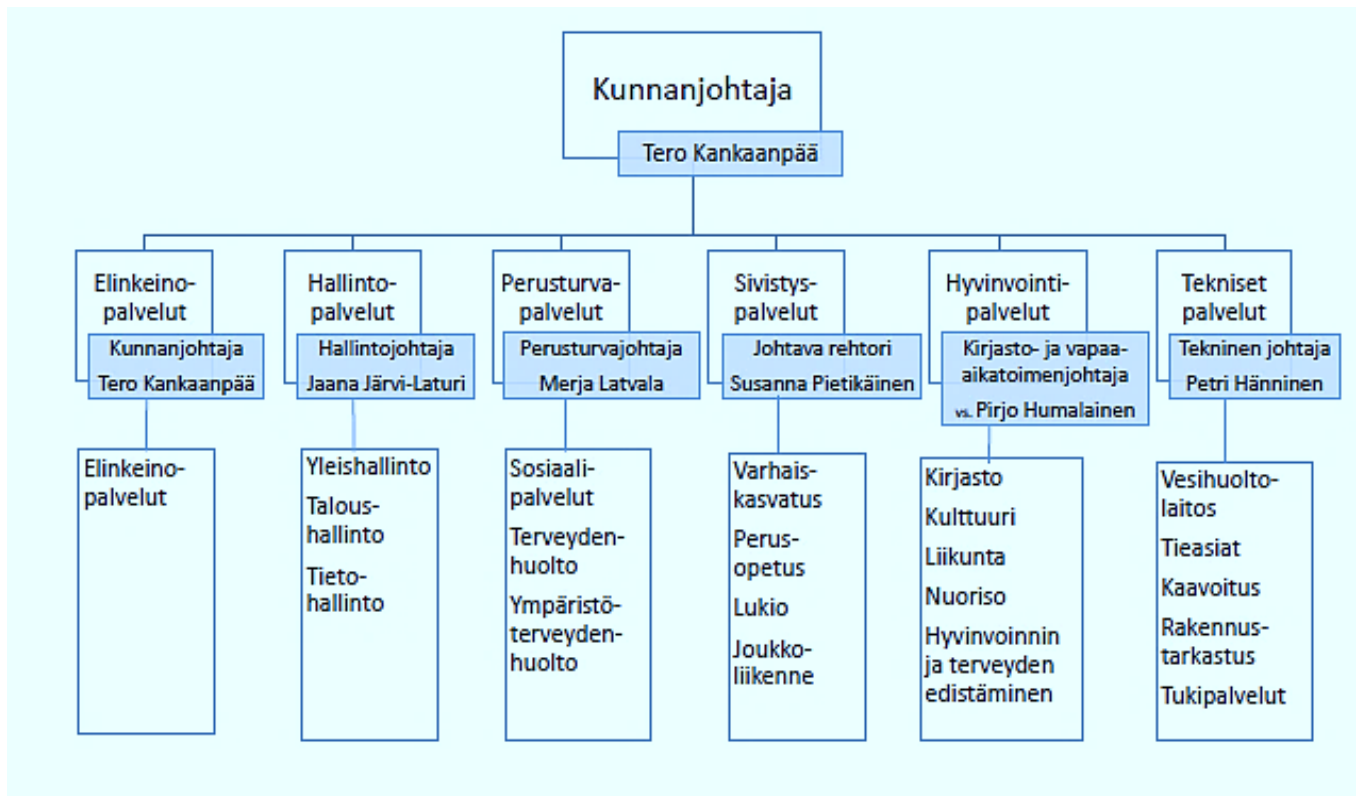 Kunnanjohtaja
Tero Kankaanpää
Elinkeino-
palvelut
Kunnanjohtaja
Tero Kankaanpää
Elinkeino-
palvelut
Hallinto-
palvelut
Hallintojohtaja
Jaana Järvi-Laturi
Yleishallinto
Talous-
hallinto
Tieto-
hallinto
Perusturva-
palvelut
Perusturvajohtaja
Merja Latvala
Sosiaali-
palvelut
Terveyden-
huolto
Ympäristö-
terveyden-
huolto
Sivistys-
palvelut
Johtava rehtori
Susanna Pietikäinen
Varhais-
kasvatus
Perus-
opetus
Lukio
Joukko-
liikenne
Hyvinvointi-
palvelut
Kirjasto- ja vapaa-
aikatoimenjohtaja
vs. Pirjo Humalainen
Kirjasto
Kulttuuri
Liikunta
Nuoriso
Hyvinvoinnin
ja terveyden
edistäminen
Tekniset
palvelut
Tekninen johtaja
Petri Hänninen
Vesihuolto-
laitos
Tieasiat
Kaavoitus
Rakennus-
tarkastus
Tukipalvelut